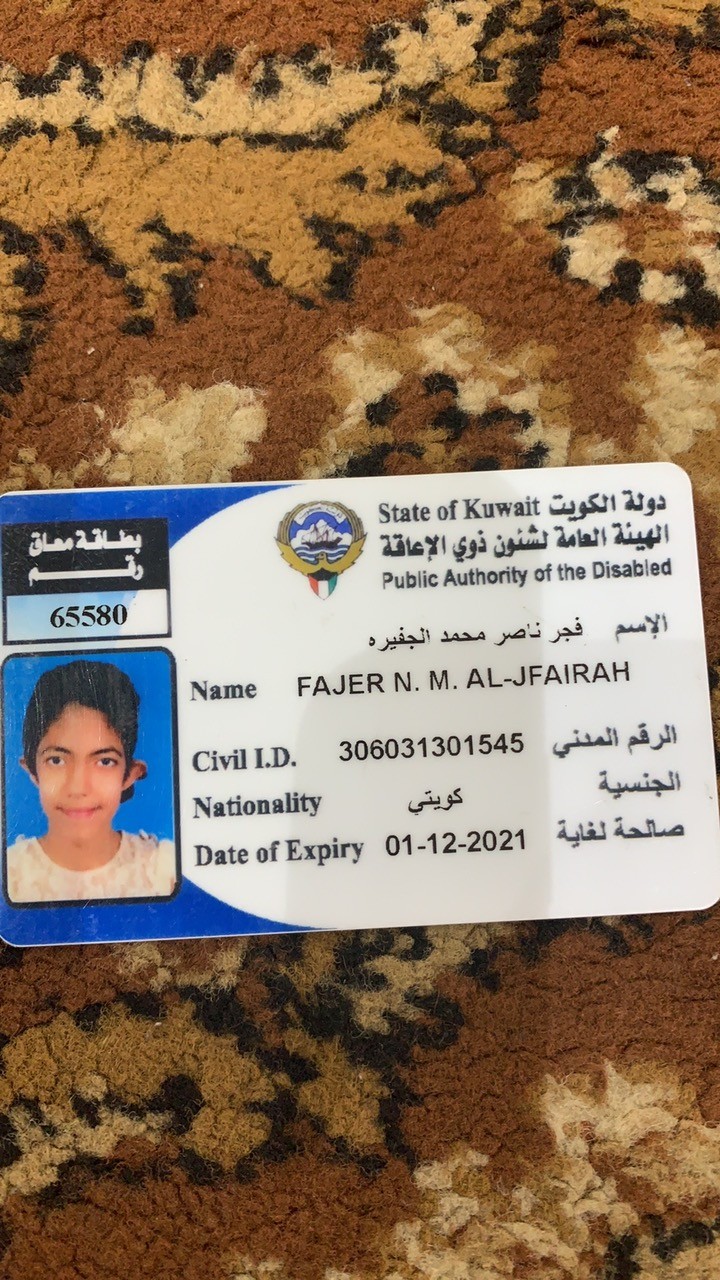 State of Kuwait دولة الكويت
الهيئة العامة لشئون ذوي الإعاقة
Public Authority of the Disabled
بطاقة معاق
رقم
65580
الإسم فجر ناصر محمد الجفيره
Name FAJER N. M. AL-JFAIRAH
Civil I.D. 306031301545 الرقم المدني
Nationality كويتي الجنسية
Date of Expiry 01-12-2021 صالحة لغاية